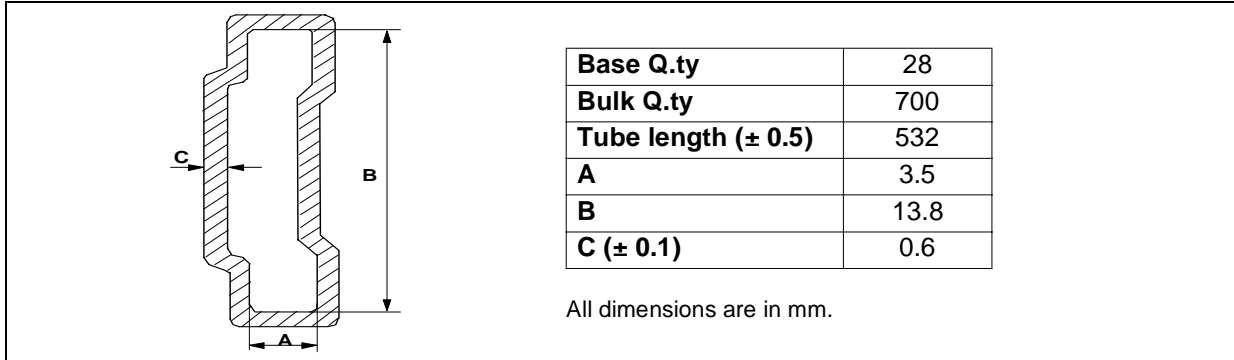 C
B
A
Base Q.ty 28
Bulk Q.ty 700
Tube length (± 0.5) 532
A 3.5
B 13.8
C (± 0.1) 0.6
All dimensions are in mm.